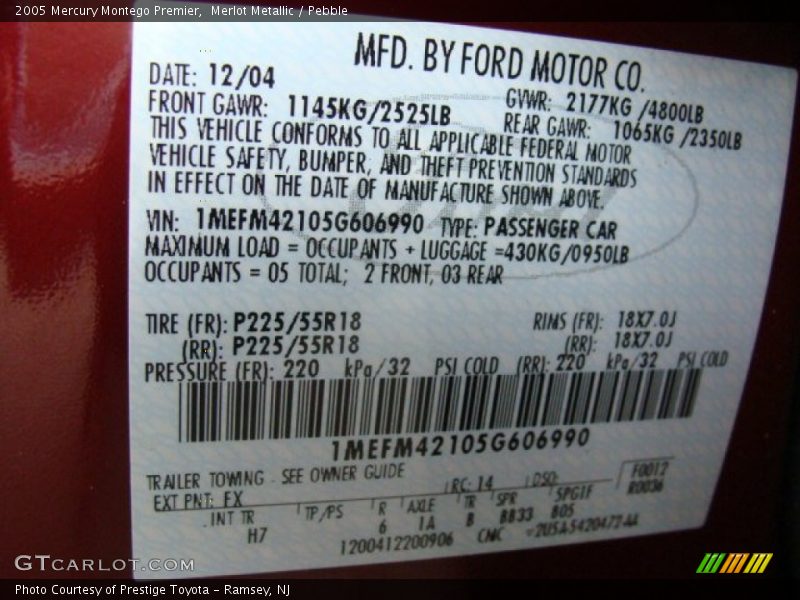 2005 Mercury Montego Premier, Merlot Metallic / Pebble
MFD. BY FORD MOTOR CO.
DATE: 12/04 GVWR: 2177KG /4800LB
FRONT GAWR: 1145KG/2525LB REAR GAWR: 1065KG /2350LB
THIS VEHICLE CONFORMS TO ALL APPLICABLE FEDERAL MOTOR
VEHICLE SAFETY, BUMPER, AND THEFT PREVENTION STANDARDS
IN EFFECT ON THE DATE OF MANUFACTURE SHOWN ABOVE.
VIN: 1MEFM42105G606990 TYPE: PASSENGER CAR
MAXIMUM LOAD = OCCUPANTS + LUGGAGE =430KG/0950LB
OCCUPANTS = 05 TOTAL; 2 FRONT, 03 REAR
TIRE (FR): P225/55R18 RIMS (FR): 18X7.0J
(RR): P225/55R18 (RR): 18X7.0J
PRESSURE (FR): 220 kPa/32 PSI COLD (RR): 220 kPa/32 PSI COLD
1MEFM42105G606990
TRAILER TOWING - SEE OWNER GUIDE
EXT PNT: FX RC: 14 DSO: F0012
R0036
INT TR TP/PS R AXLE TR SPR SPGIF
H7 6 1A B BB33 B05
1200412200906 CMC
GTCARLOT.COM
Photo Courtesy of Prestige Toyota - Ramsey, NJ